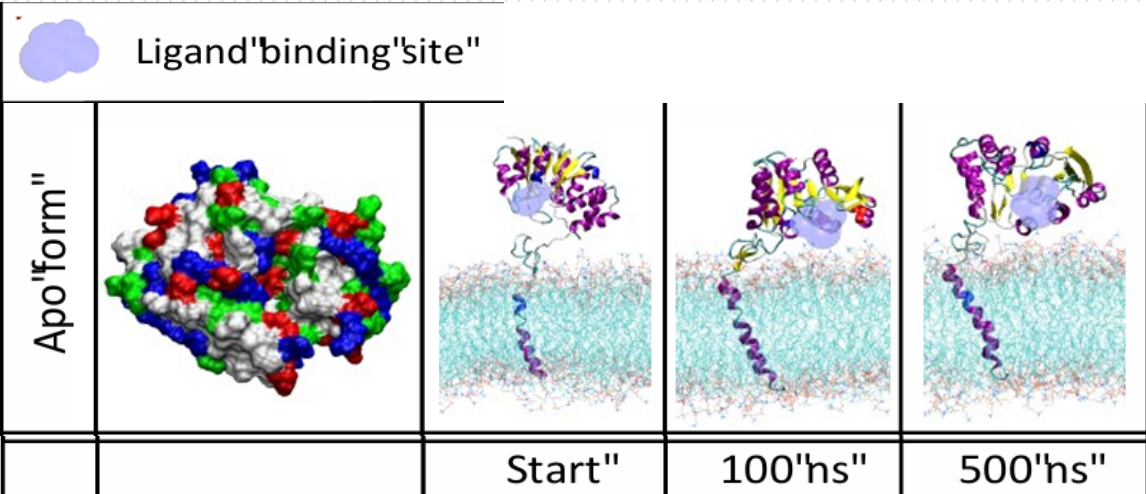 Ligand"binding"site"
Apo"form"
Start"
100"ns"
500"ns"